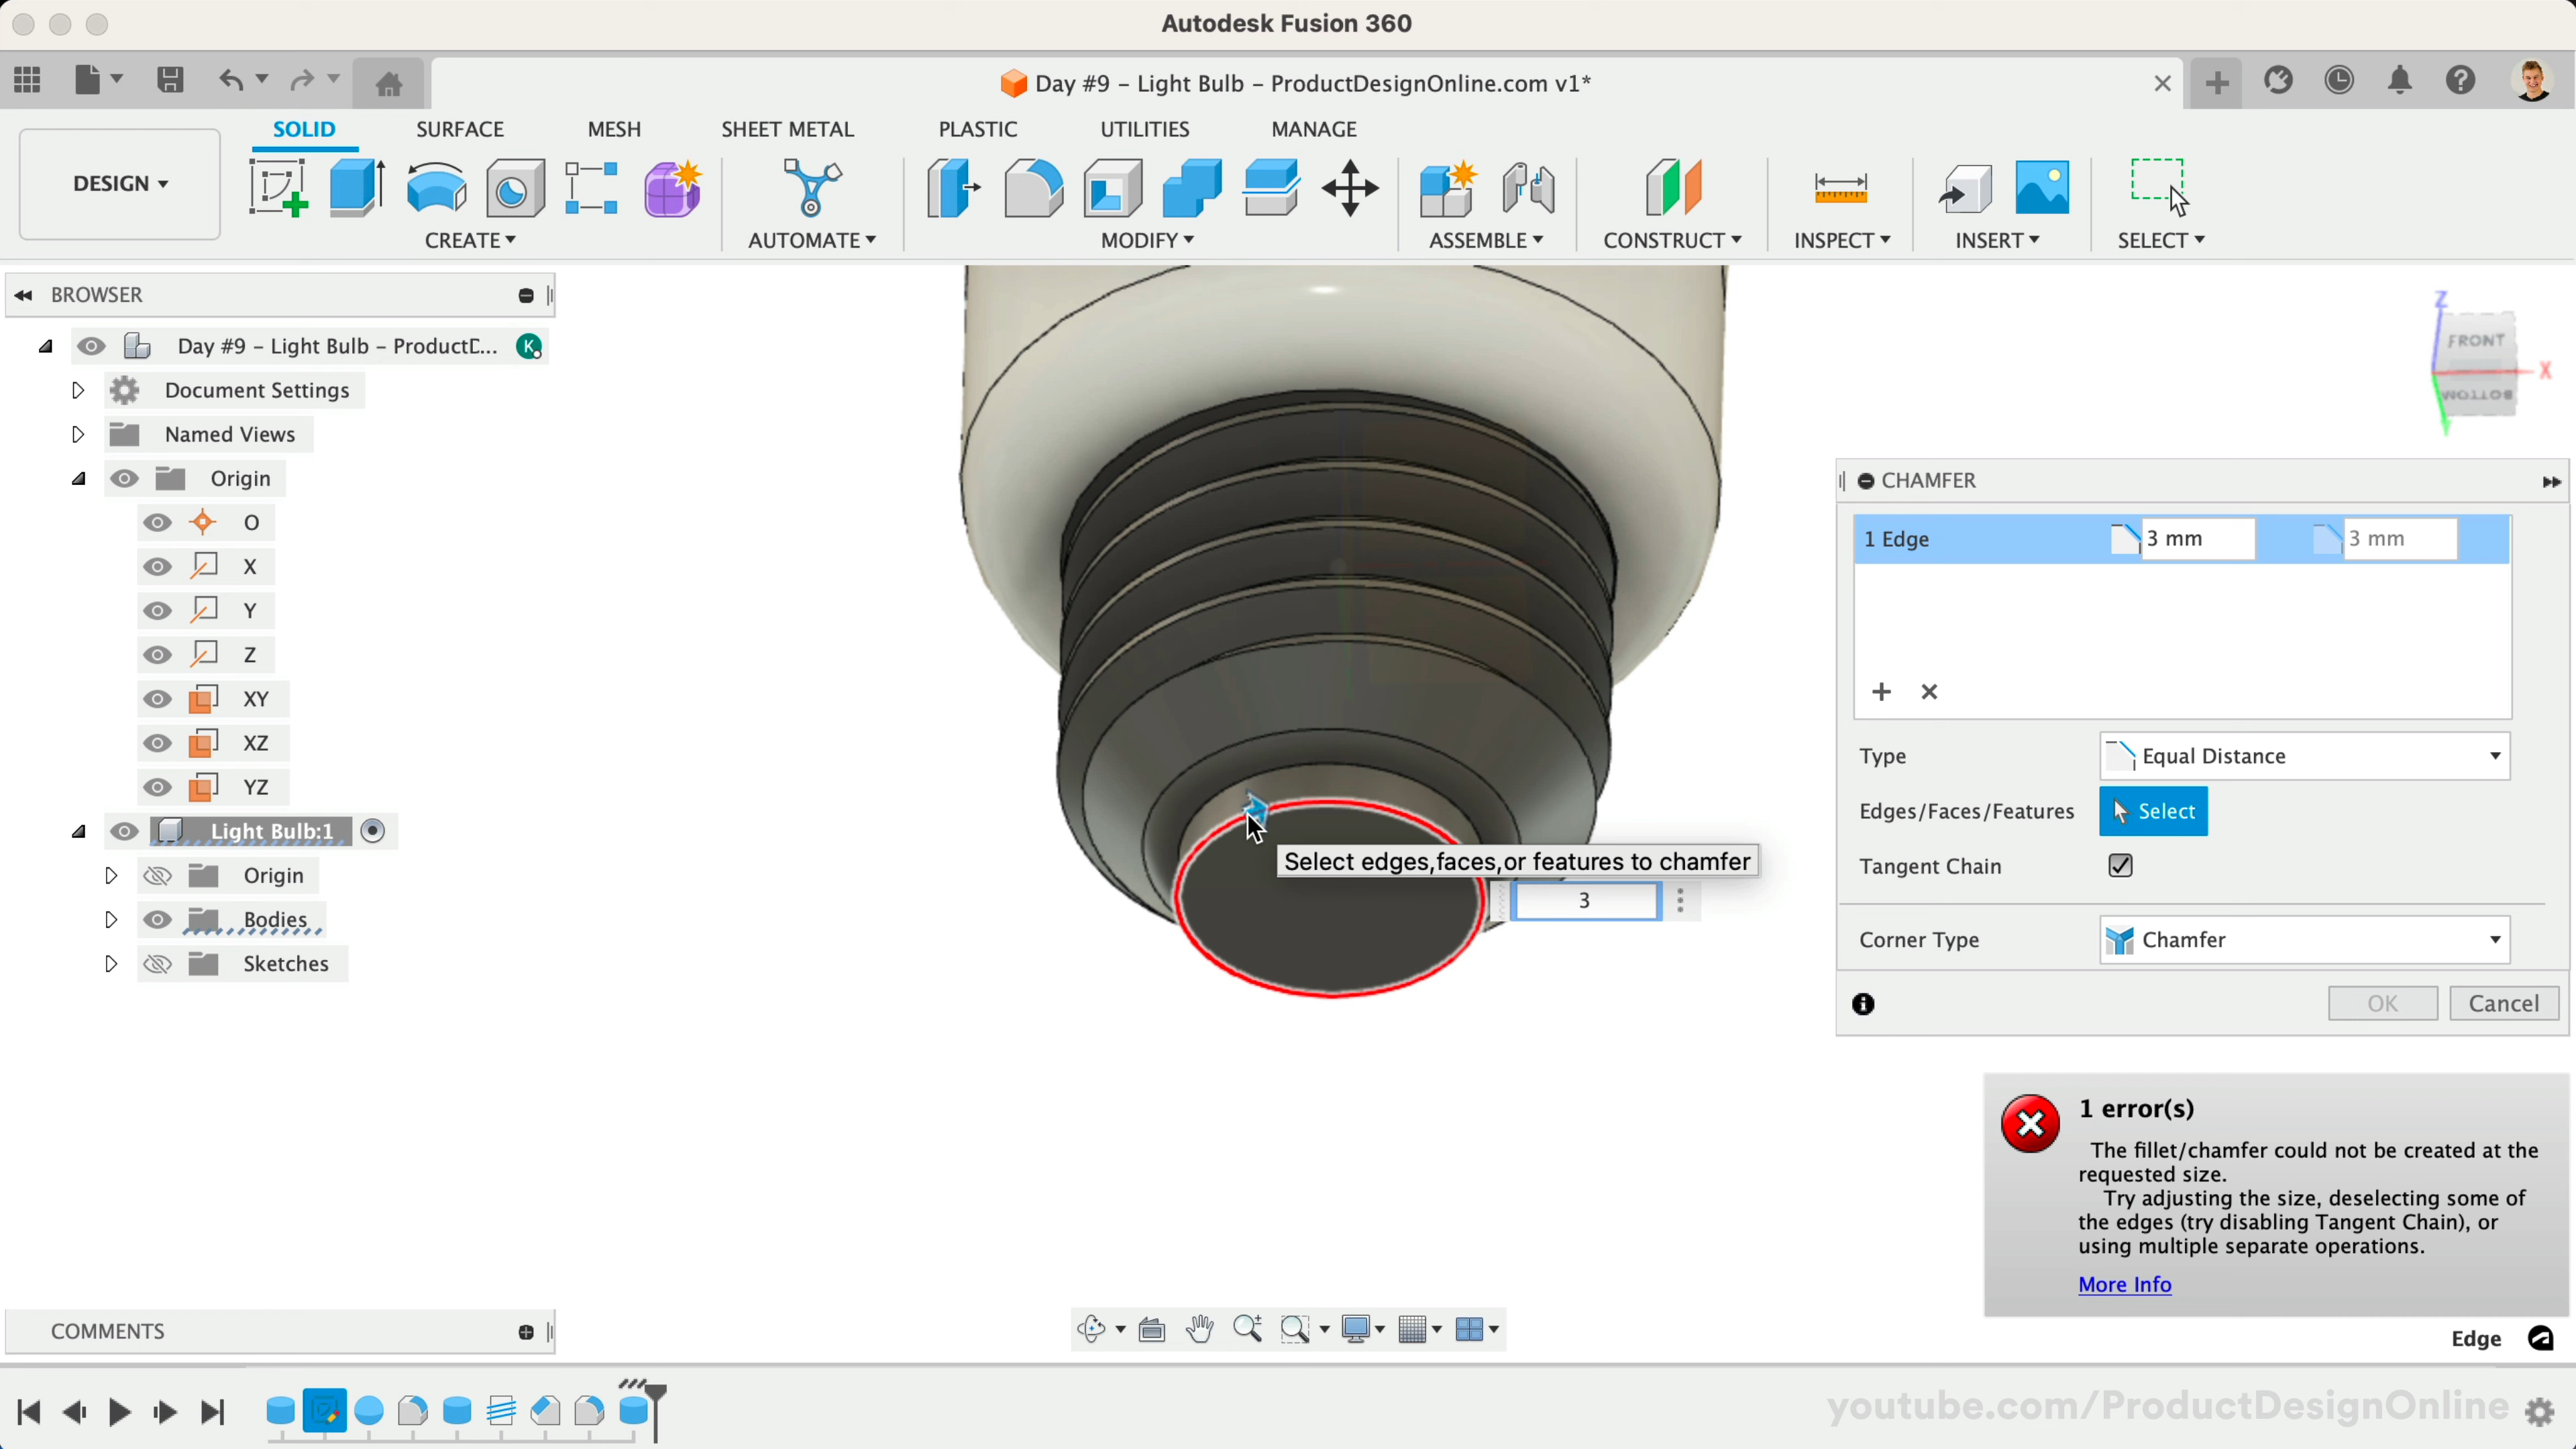 Autodesk Fusion 360
Day #9 – Light Bulb – ProductDesignOnline.com v1*
SOLID SURFACE MESH SHEET METAL PLASTIC UTILITIES MANAGE
DESIGN
CREATE AUTOMATE MODIFY ASSEMBLE CONSTRUCT INSPECT INSERT SELECT
BROWSER
Day #9 – Light Bulb – ProductD...
K
Document Settings
Named Views
Origin
O
X
Y
Z
XY
XZ
YZ
Light Bulb:1
Origin
Bodies
Sketches
Z
FRONT
X
BOTTOM
Y
CHAMFER
1 Edge 3 mm 3 mm
Type Equal Distance
Edges/Faces/Features Select
Tangent Chain
Corner Type Chamfer
OK Cancel
Select edges,faces,or features to chamfer
3
1 error(s)
The fillet/chamfer could not be created at the
requested size.
Try adjusting the size, deselecting some of
the edges (try disabling Tangent Chain), or
using multiple separate operations.
More Info
COMMENTS
Edge
youtube.com/ProductDesignOnline